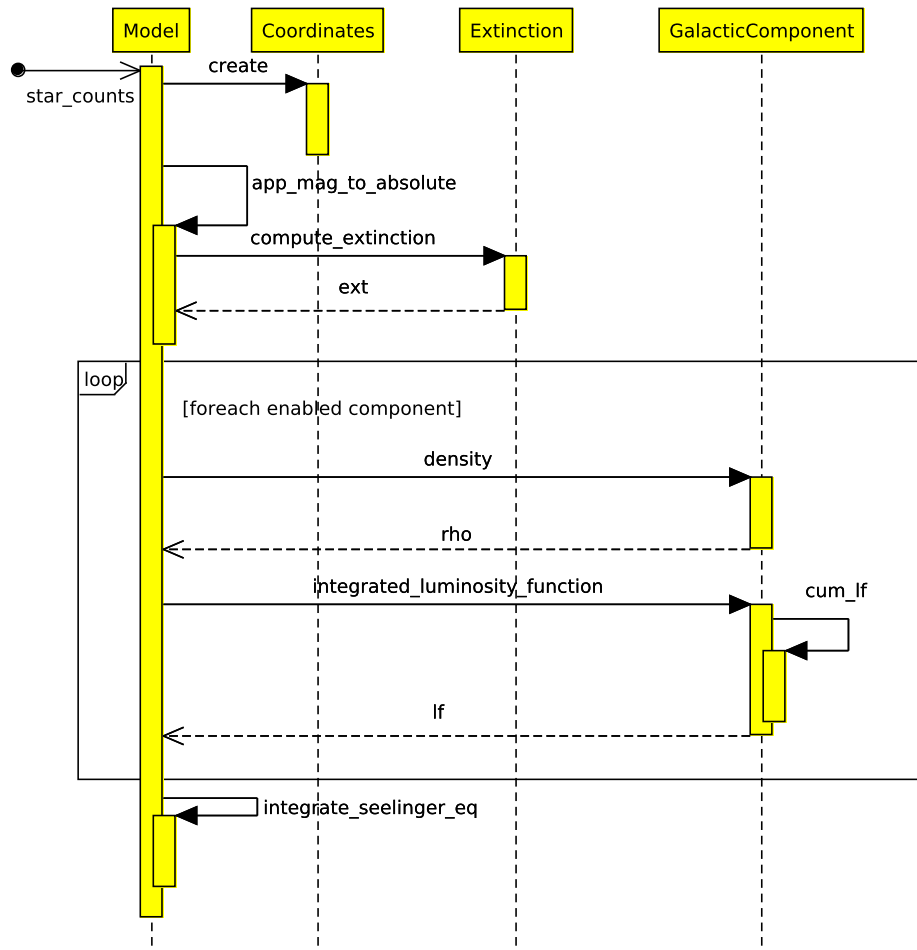 Model
Coordinates
Extinction
GalacticComponent
create
star_counts
app_mag_to_absolute
compute_extinction
ext
loop
[foreach enabled component]
density
rho
integrated_luminosity_function
cum_lf
lf
integrate_seelinger_eq